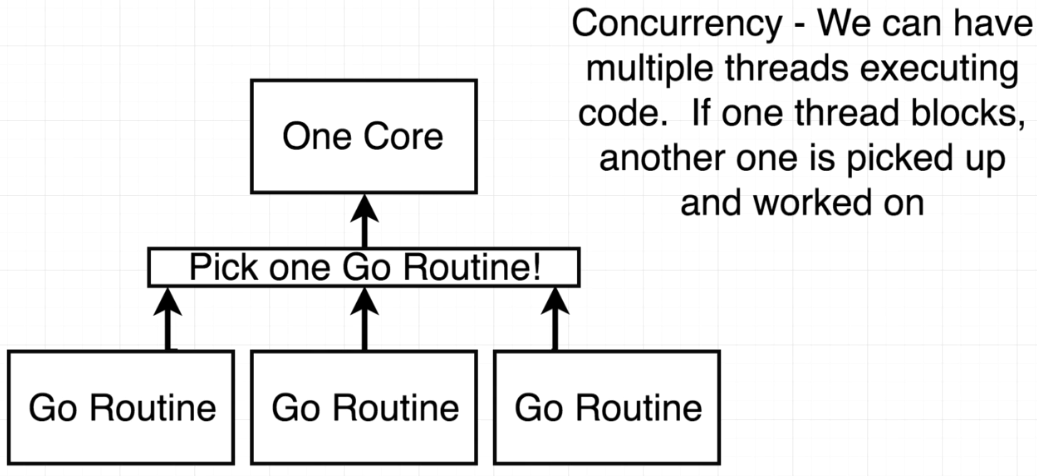 Concurrency - We can have
multiple threads executing
code.  If one thread blocks,
another one is picked up
and worked on
One Core
Pick one Go Routine!
Go Routine
Go Routine
Go Routine